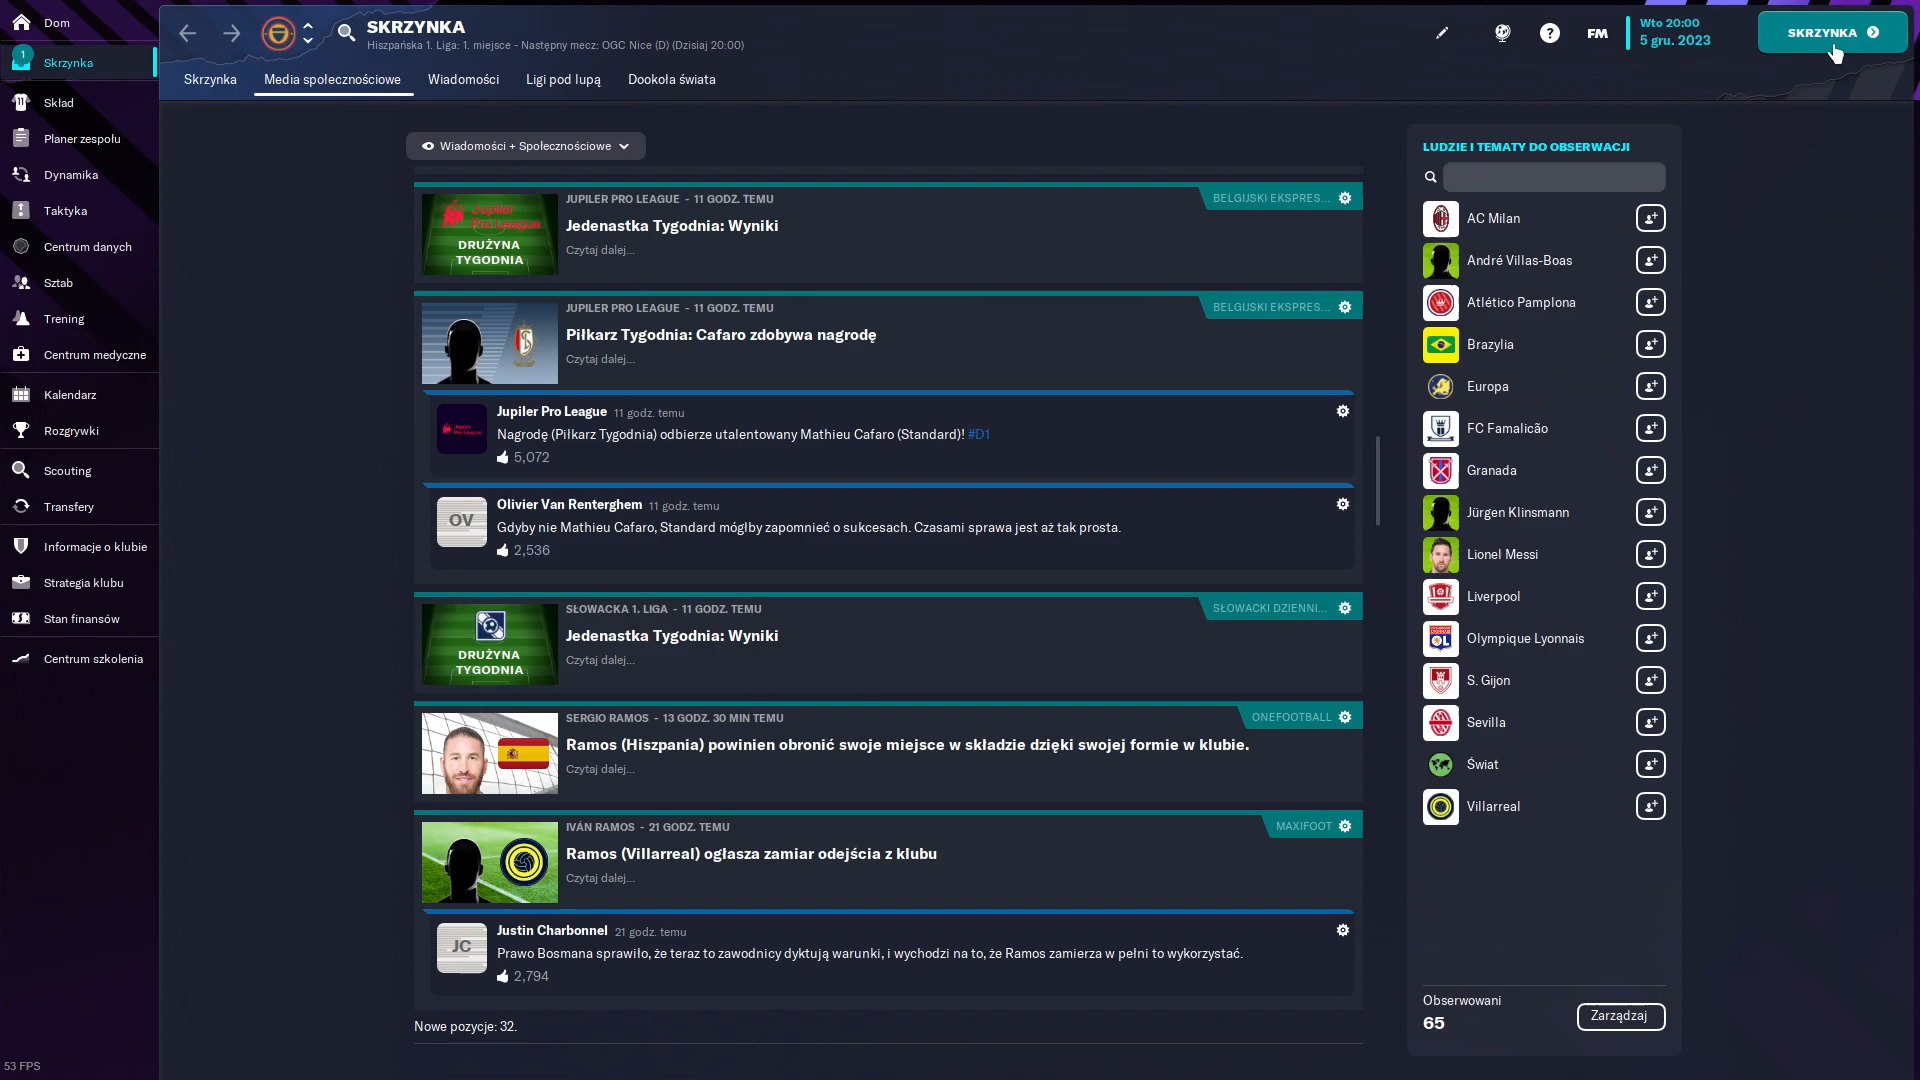 Dom
1
Skrzynka
Skład
Planer zespołu
Dynamika
Taktyka
Centrum danych
Sztab
Trening
Centrum medyczne
Kalendarz
Rozgrywki
Scouting
Transfery
Informacje o klubie
Strategia klubu
Stan finansów
Centrum szkolenia
53 FPS
SKRZYNKA
Hiszpańska 1. Liga: 1. miejsce - Następny mecz: OGC Nice (D) (Dzisiaj 20:00)
FM
Wto 20:00
5 gru. 2023
SKRZYNKA
Skrzynka
Media społecznościowe
Wiadomości
Ligi pod lupą
Dookoła świata
Wiadomości + Społecznościowe
JUPILER PRO LEAGUE - 11 GODZ. TEMU
BELGIJSKI EKSPRES...
Jupiler
Pro League
DRUŻYNA
TYGODNIA
Jedenastka Tygodnia: Wyniki
Czytaj dalej...
JUPILER PRO LEAGUE - 11 GODZ. TEMU
BELGIJSKI EKSPRES...
Piłkarz Tygodnia: Cafaro zdobywa nagrodę
Czytaj dalej...
Jupiler Pro League 11 godz. temu
Nagrodę (Piłkarz Tygodnia) odbierze utalentowany Mathieu Cafaro (Standard)! #D1
5,072
OV
Olivier Van Renterghem 11 godz. temu
Gdyby nie Mathieu Cafaro, Standard mógłby zapomnieć o sukcesach. Czasami sprawa jest aż tak prosta.
2,536
SŁOWACKA 1. LIGA - 11 GODZ. TEMU
SŁOWACKI DZIENNI...
DRUŻYNA
TYGODNIA
Jedenastka Tygodnia: Wyniki
Czytaj dalej...
SERGIO RAMOS - 13 GODZ. 30 MIN TEMU
ONEFOOTBALL
Ramos (Hiszpania) powinien obronić swoje miejsce w składzie dzięki swojej formie w klubie.
Czytaj dalej...
IVÁN RAMOS - 21 GODZ. TEMU
MAXIFOOT
Ramos (Villarreal) ogłasza zamiar odejścia z klubu
Czytaj dalej...
JC
Justin Charbonnel 21 godz. temu
Prawo Bosmana sprawiło, że teraz to zawodnicy dyktują warunki, i wychodzi na to, że Ramos zamierza w pełni to wykorzystać.
2,794
Nowe pozycje: 32.
LUDZIE I TEMATY DO OBSERWACJI
AC Milan
André Villas-Boas
Atlético Pamplona
Brazylia
Europa
FC Famalicão
Granada
Jürgen Klinsmann
Lionel Messi
Liverpool
Olympique Lyonnais
S. Gijon
Sevilla
Świat
Villarreal
Obserwowani
65
Zarządzaj